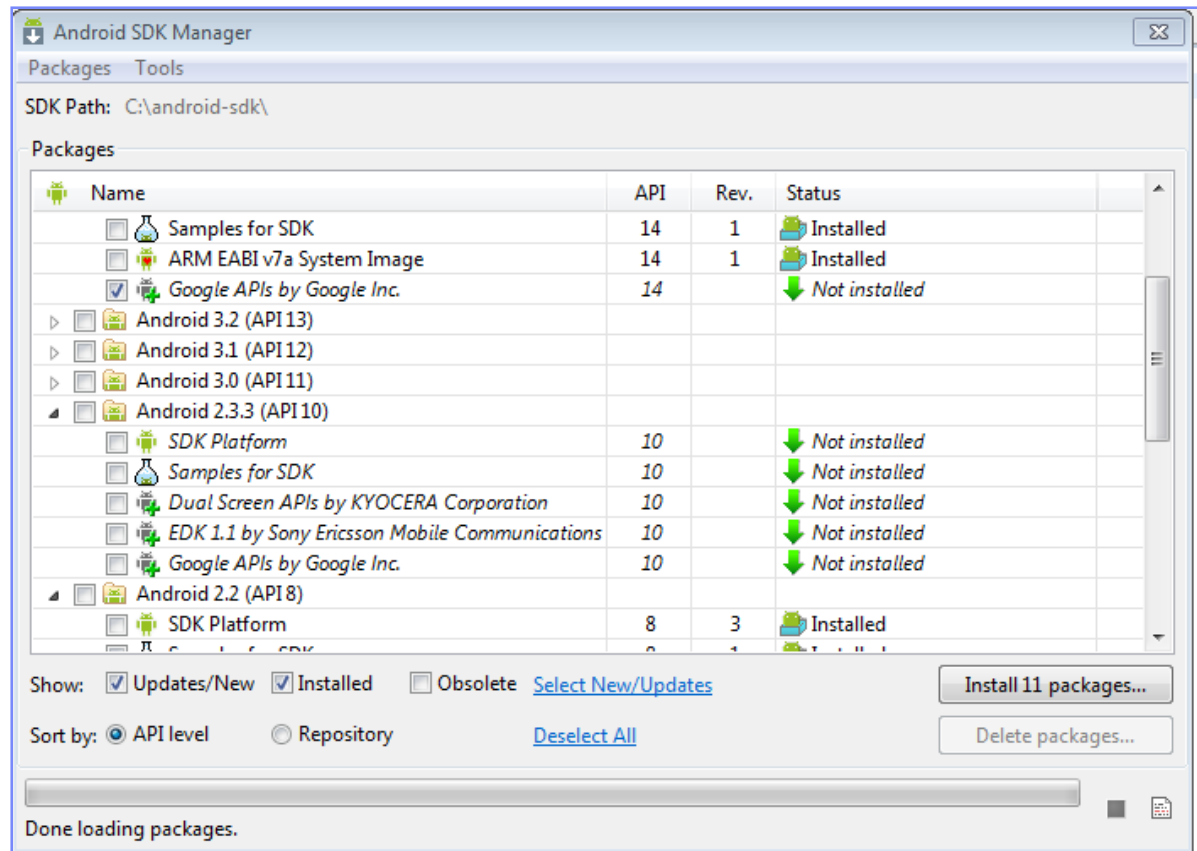 Android SDK Manager
Packages Tools
SDK Path: C:\android-sdk\
Packages
Name API Rev. Status
Samples for SDK 14 1 Installed
ARM EABI v7a System Image 14 1 Installed
Google APIs by Google Inc. 14 Not installed
Android 3.2 (API 13)
Android 3.1 (API 12)
Android 3.0 (API 11)
Android 2.3.3 (API 10)
SDK Platform 10 Not installed
Samples for SDK 10 Not installed
Dual Screen APIs by KYOCERA Corporation 10 Not installed
EDK 1.1 by Sony Ericsson Mobile Communications 10 Not installed
Google APIs by Google Inc. 10 Not installed
Android 2.2 (API 8)
SDK Platform 8 3 Installed
Show: Updates/New Installed Obsolete Select New/Updates Install 11 packages...
Sort by: API level Repository Deselect All Delete packages...
Done loading packages.